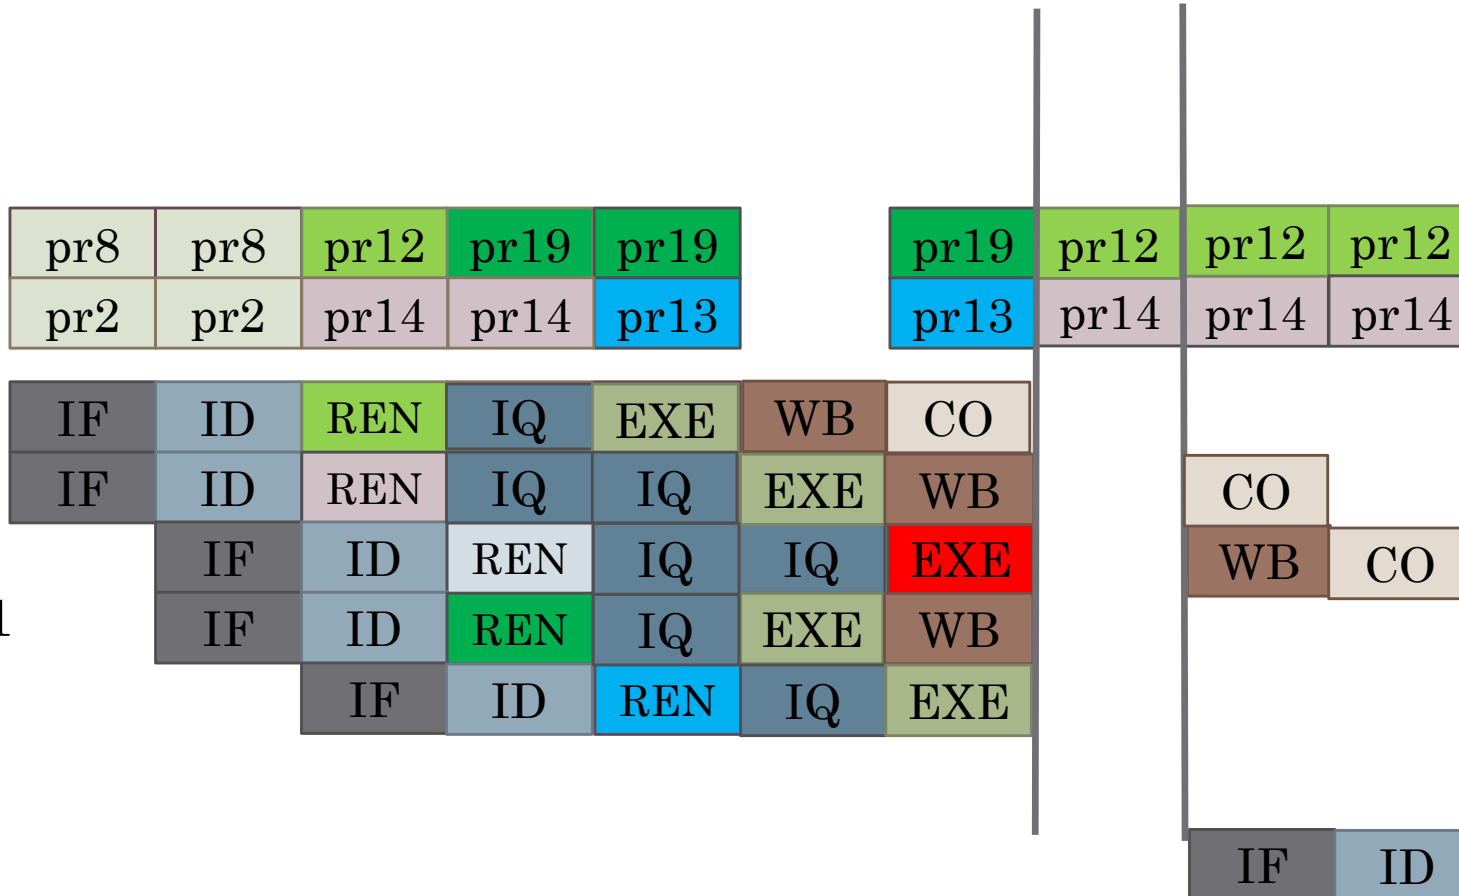 pr8 pr8 pr12 pr19 pr19 pr19 pr12 pr12 pr12
pr2 pr2 pr14 pr14 pr13 pr13 pr14 pr14 pr14
IF ID REN IQ EXE WB CO
IF ID REN IQ IQ EXE WB CO
IF ID REN IQ IQ EXE WB CO
1 IF ID REN IQ EXE WB
IF ID REN IQ EXE
IF ID